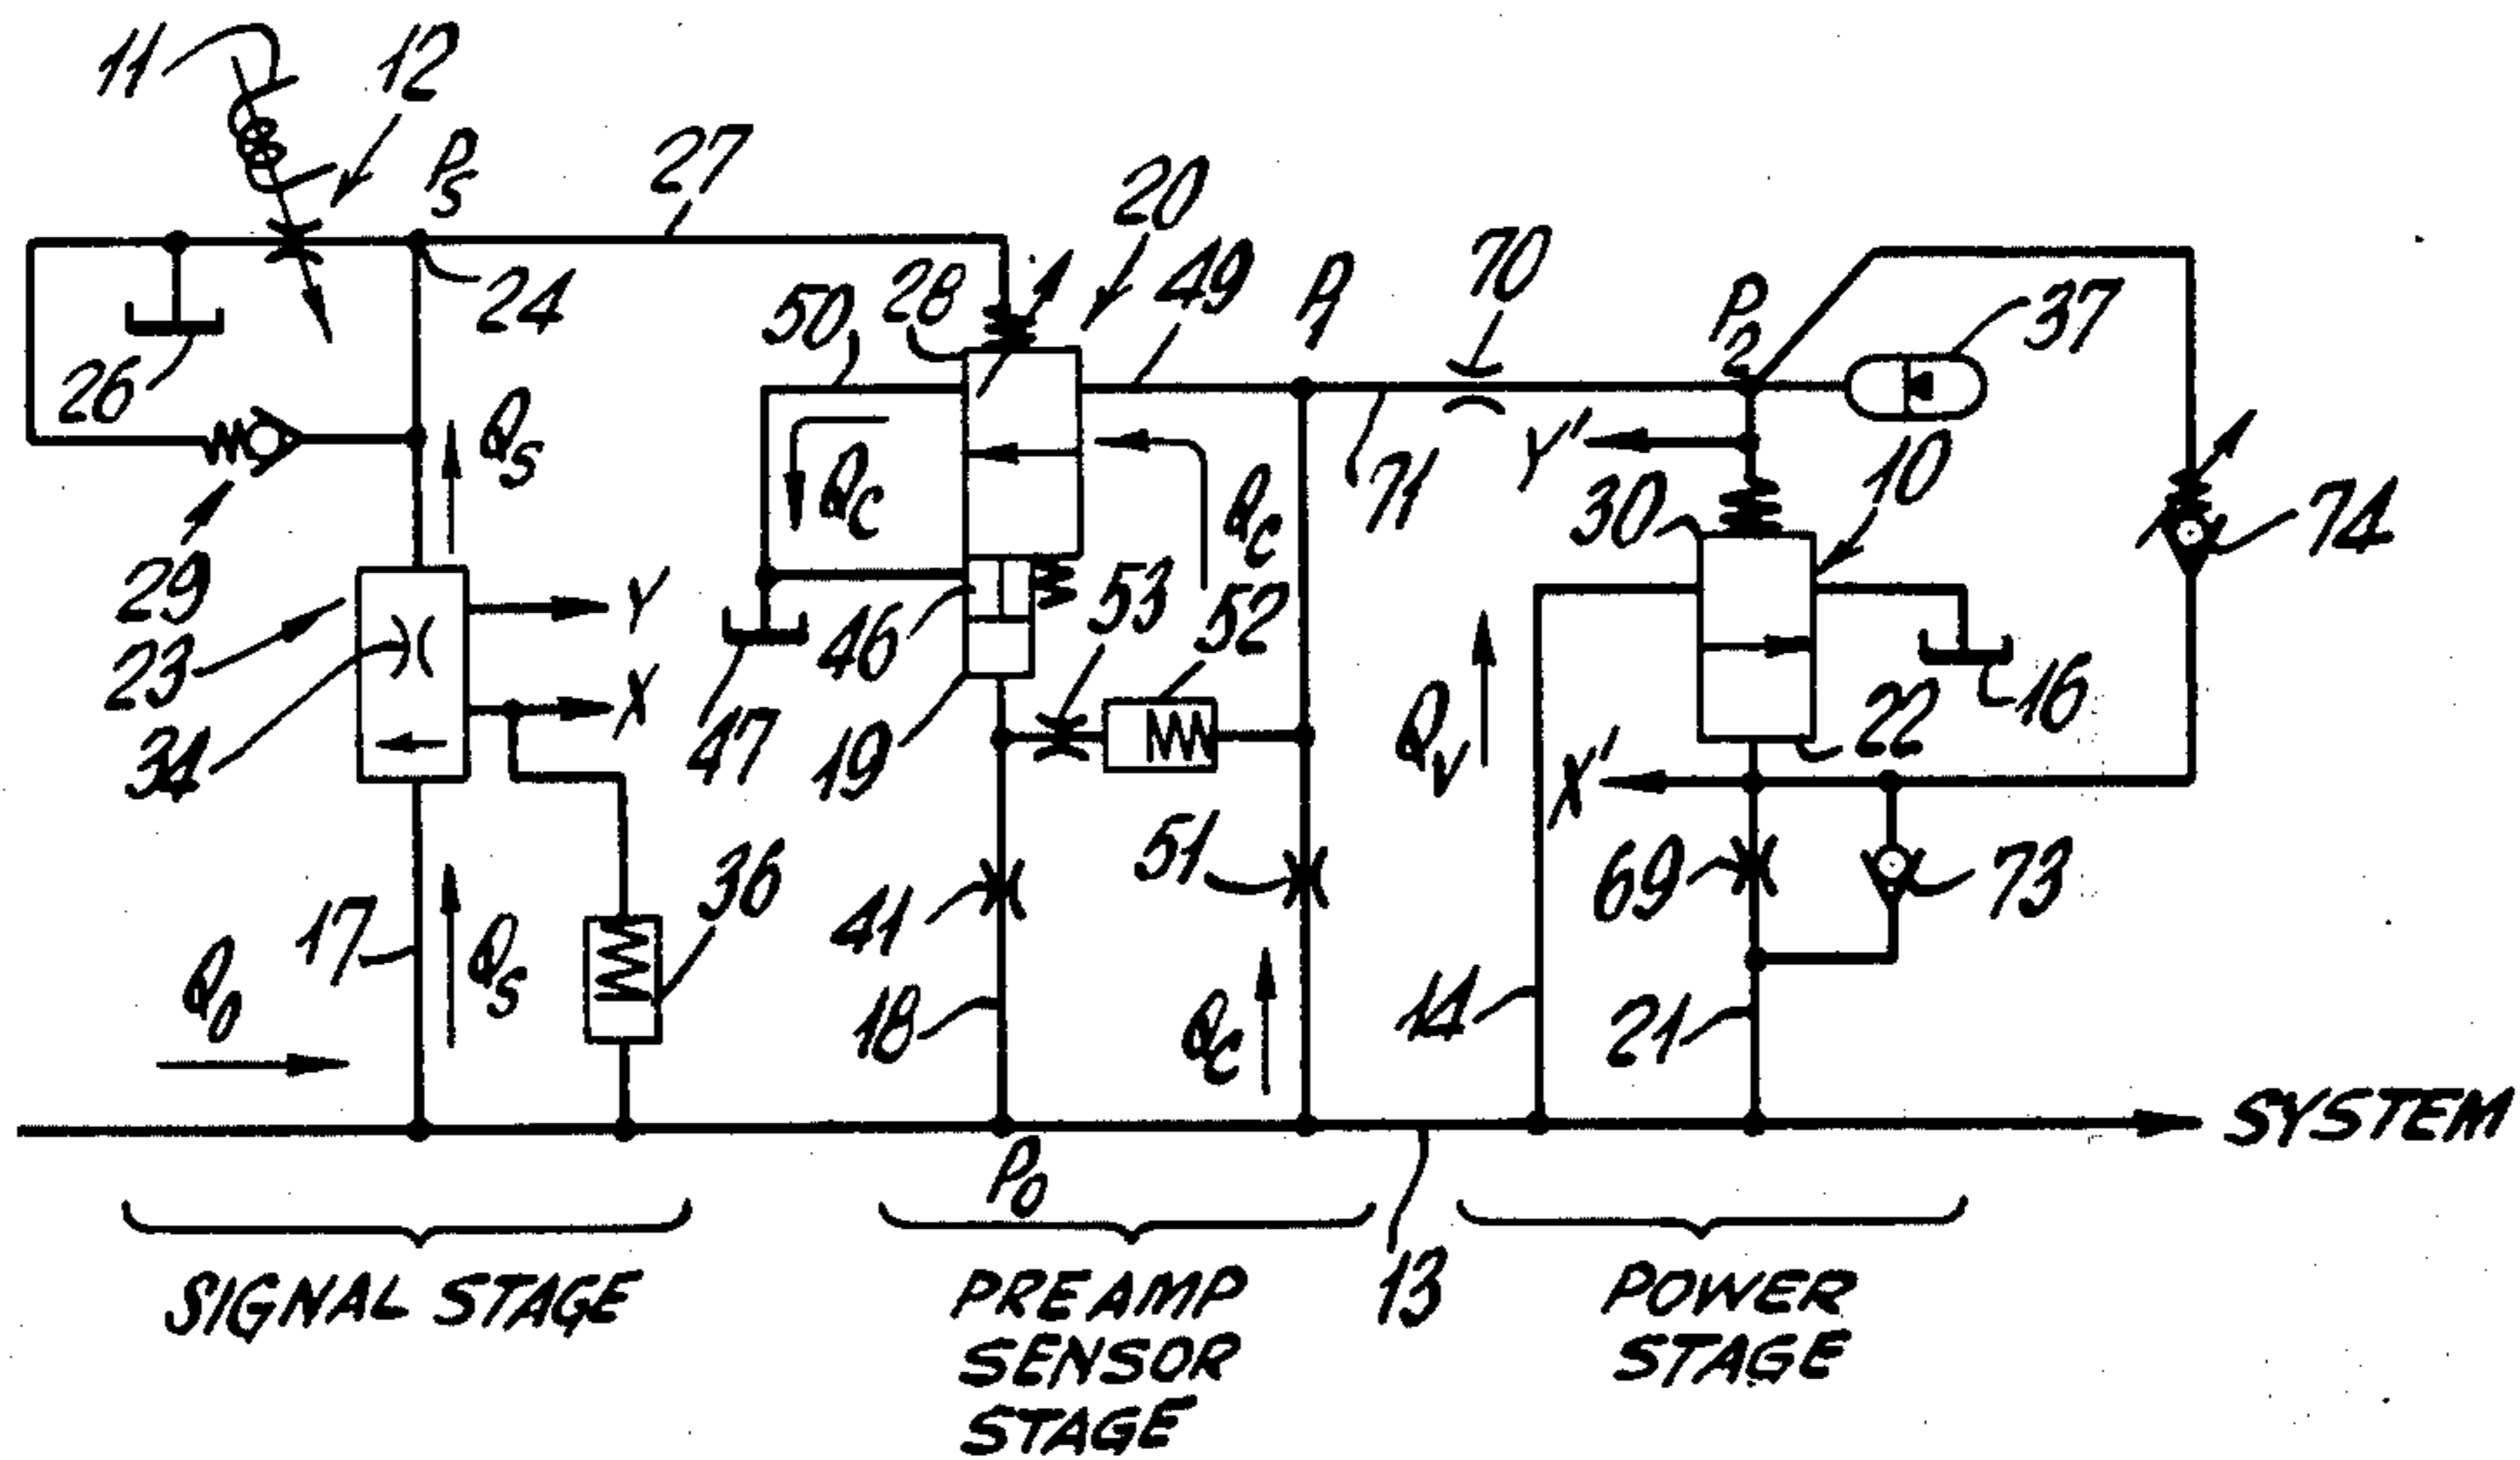 11
12
P5
27
20
28
49
P1
70
P2
37
24
50
26
Qs
Qc
Qc
71
Y'
30
10
74
29
23
34
Y
X
46
53
52
47
19
Qv
16
22
X'
51
69
73
36
41
17
Qs
Q0
18
Qc
14
21
SYSTEM
P0
13
SIGNAL STAGE
PREAMP
SENSOR
STAGE
POWER
STAGE